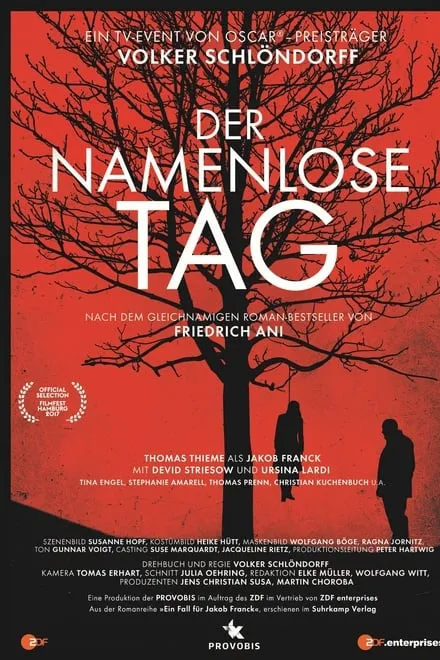 EIN TV-EVENT VON OSCAR® - PREISTRÄGER
VOLKER SCHLÖNDORFF
DER
NAMENLOSE
TAG
NACH DEM GLEICHNAMIGEN ROMAN-BESTSELLER VON
FRIEDRICH ANI
OFFICIAL
SELECTION
FILMFEST
HAMBURG
2017
THOMAS THIEME ALS JAKOB FRANCK
MIT DEVID STRIESOW UND URSINA LARDI
TINA ENGEL, STEPHANIE AMARELL, THOMAS PRENN, CHRISTIAN KUCHENBUCH U.A.
SZENENBILD SUSANNE HOPF, KOSTÜMBILD HEIKE HÜTT, MASKENBILD WOLFGANG BÖGE, RAGNA JORNITZ,
TON GUNNAR VOIGT, CASTING SUSE MARQUARDT, JACQUELINE RIETZ, PRODUKTIONSLEITUNG PETER HARTWIG
DREHBUCH UND REGIE VOLKER SCHLÖNDORFF
KAMERA TOMAS ERHART, SCHNITT JULIA OEHRING, REDAKTION ELKE MÜLLER, WOLFGANG WITT,
PRODUZENTEN JENS CHRISTIAN SUSA, MARTIN CHOROBA
Eine Produktion der PROVOBIS im Auftrag des ZDF im Vertrieb von ZDF enterprises
Aus der Romanreihe »Ein Fall für Jakob Franck«, erschienen im Suhrkamp Verlag
ZDF
PROVOBIS
ZDF.enterprises